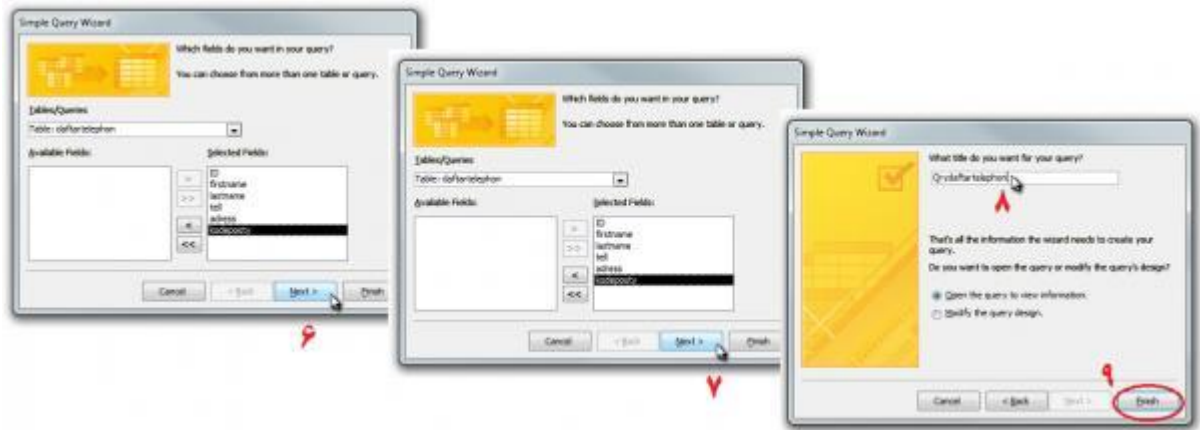 Simple Query Wizard
Which fields do you want in your query?
You can choose from more than one table or query.
Tables/Queries
Table: daftartelephon
Available Fields:
Selected Fields:
>
>>
<
<<
ID
firstname
lastname
tell
adress
kodeposty
Cancel
< Back
Next >
Finish
۶
Simple Query Wizard
Which fields do you want in your query?
You can choose from more than one table or query.
Tables/Queries
Table: daftartelephon
Available Fields:
Selected Fields:
>
>>
<
<<
ID
firstname
lastname
tell
adress
kodeposty
Cancel
< Back
Next >
Finish
۷
Simple Query Wizard
What title do you want for your query?
Qrydaftartelephon
۸
That's all the information the wizard needs to create your
query.
Do you want to open the query or modify the query's design?
Open the query to view information.
Modify the query design.
۹
Cancel
< Back
Next >
Finish